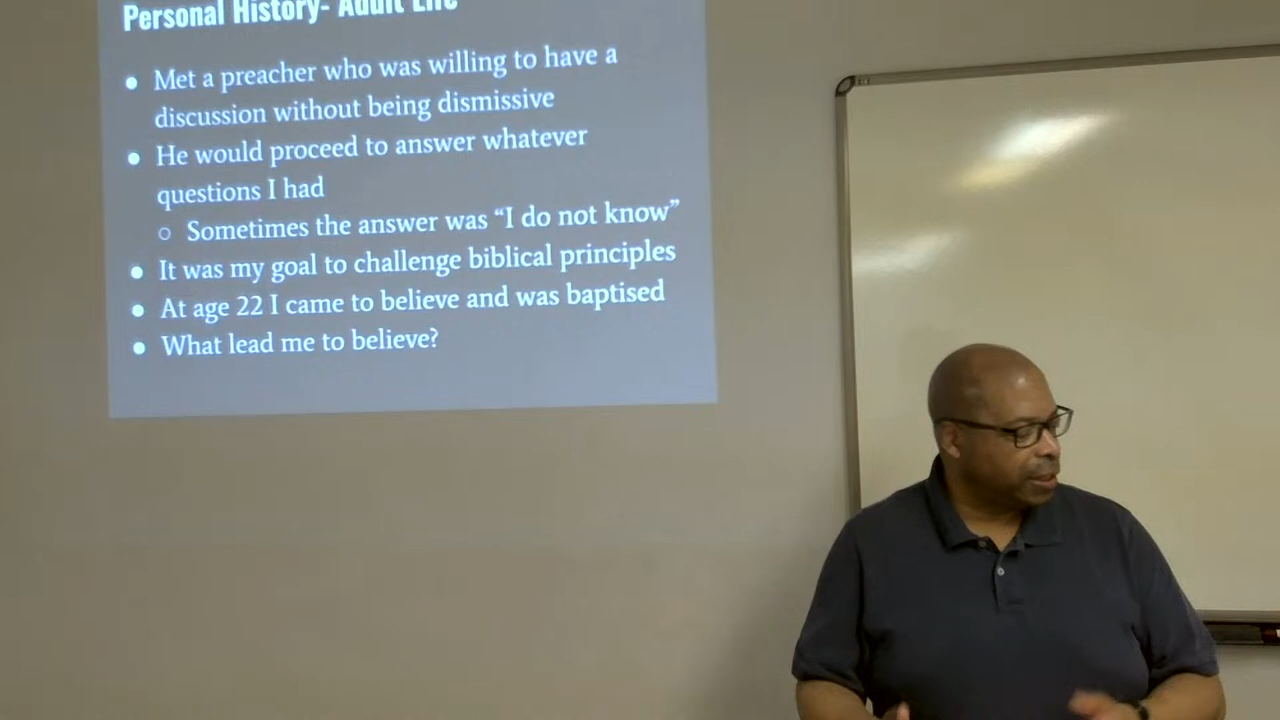 Personal History- Adult Life
● Met a preacher who was willing to have a
discussion without being dismissive
● He would proceed to answer whatever
questions I had
○ Sometimes the answer was “I do not know”
● It was my goal to challenge biblical principles
● At age 22 I came to believe and was baptised
● What lead me to believe?